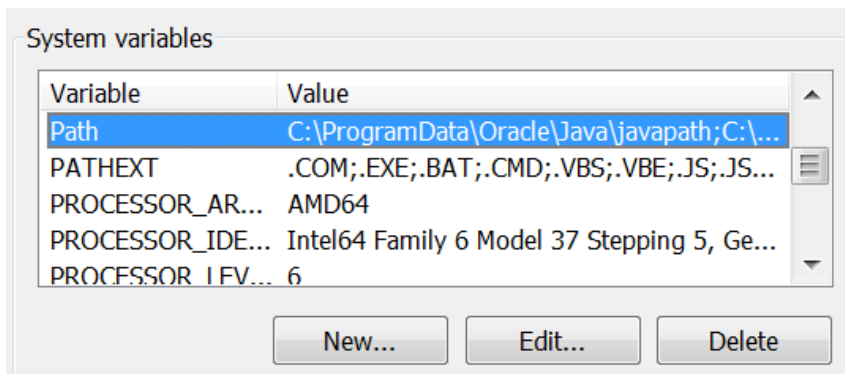 System variables
Variable Value
Path C:\ProgramData\Oracle\Java\javapath;C:\...
PATHEXT .COM;.EXE;.BAT;.CMD;.VBS;.VBE;.JS;.JS...
PROCESSOR_AR... AMD64
PROCESSOR_IDE... Intel64 Family 6 Model 37 Stepping 5, Ge...
PROCESSOR_LEV... 6
New... Edit... Delete